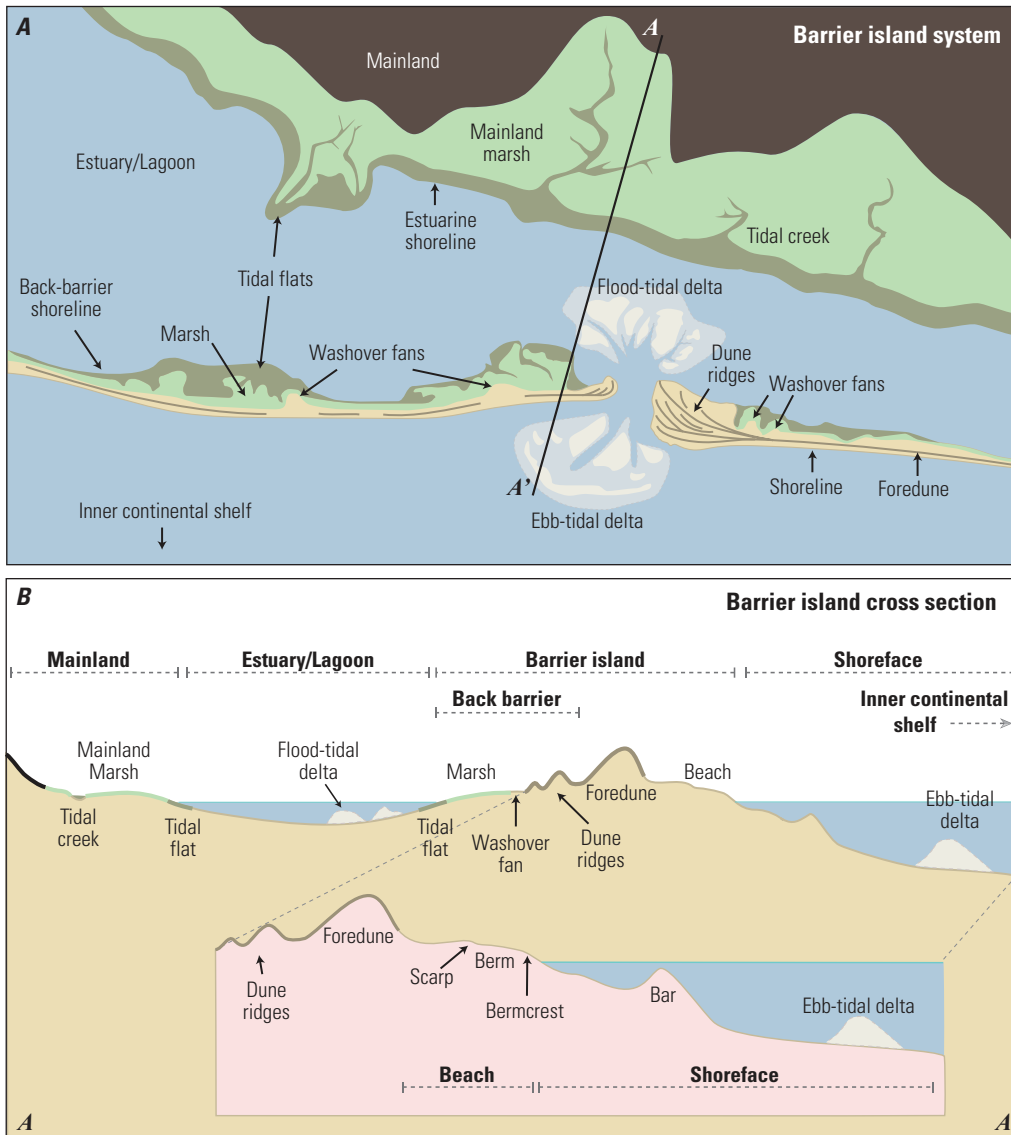 A
A
Barrier island system
Mainland
Mainland
marsh
Estuary/Lagoon
Estuarine
shoreline
Tidal creek
Tidal flats
Back-barrier
shoreline
Flood-tidal delta
Marsh
Washover fans
Dune
ridges
Washover fans
A’
Shoreline
Foredune
Inner continental shelf
Ebb-tidal delta
B
Barrier island cross section
Mainland
Estuary/Lagoon
Barrier island
Shoreface
Back barrier
Inner continental
shelf
Mainland
Marsh
Flood-tidal
delta
Marsh
Foredune
Beach
Ebb-tidal
delta
Tidal
creek
Tidal
flat
Tidal
flat
Washover
fan
Dune
ridges
Foredune
Dune
ridges
Scarp
Berm
Bermcrest
Bar
Ebb-tidal delta
Beach
Shoreface
A
A